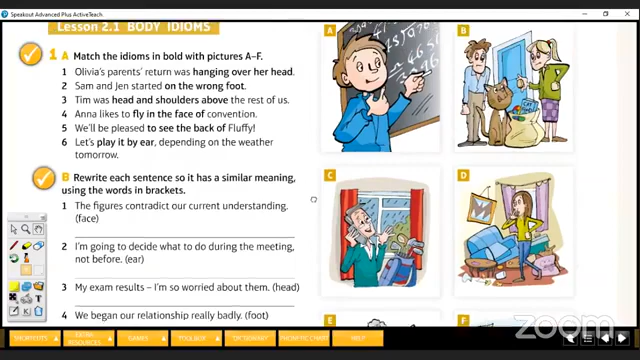 Speakout Advanced Plus ActiveTeach
Lesson 2.1 BODY IDIOMS
1 A Match the idioms in bold with pictures A–F.
1 Olivia's parents' return was hanging over her head.
2 Sam and Jen started on the wrong foot.
3 Tim was head and shoulders above the rest of us.
4 Anna likes to fly in the face of convention.
5 We'll be pleased to see the back of Fluffy!
6 Let's play it by ear, depending on the weather
tomorrow.
B Rewrite each sentence so it has a similar meaning,
using the words in brackets.
1 The figures contradict our current understanding.
(face)
2 I'm going to decide what to do during the meeting,
not before. (ear)
3 My exam results – I'm so worried about them. (head)
4 We began our relationship really badly. (foot)
A
B
C
D
E
F
SHORTCUTS
EXTRA
RESOURCES
GAMES
TOOLBOX
DICTIONARY
PHONETIC CHART
HELP
zoom